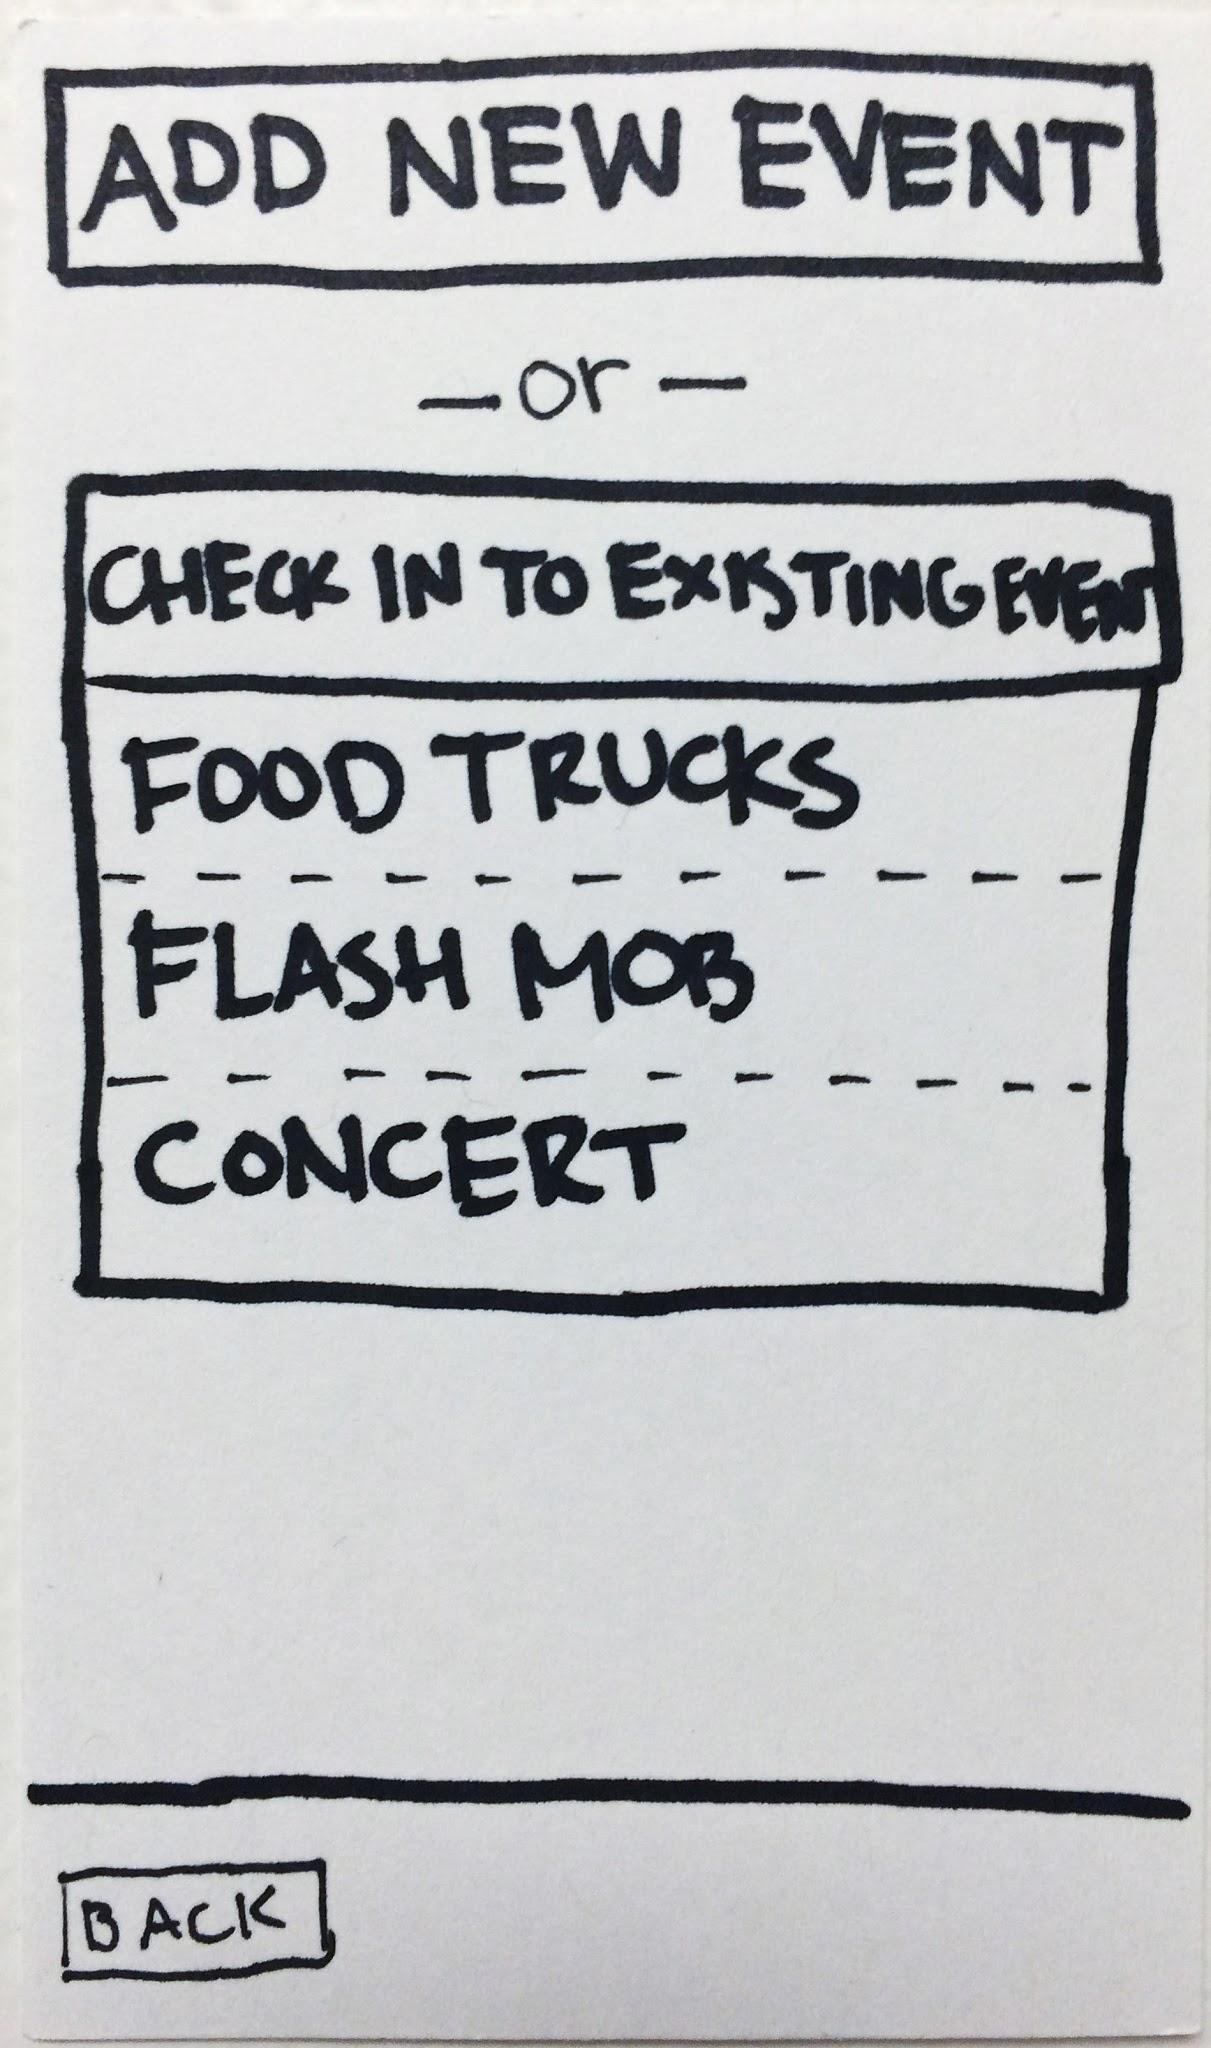 ADD NEW EVENT
— or —
CHECK IN TO EXISTING EVENT
FOOD TRUCKS
FLASH MOB
CONCERT
BACK